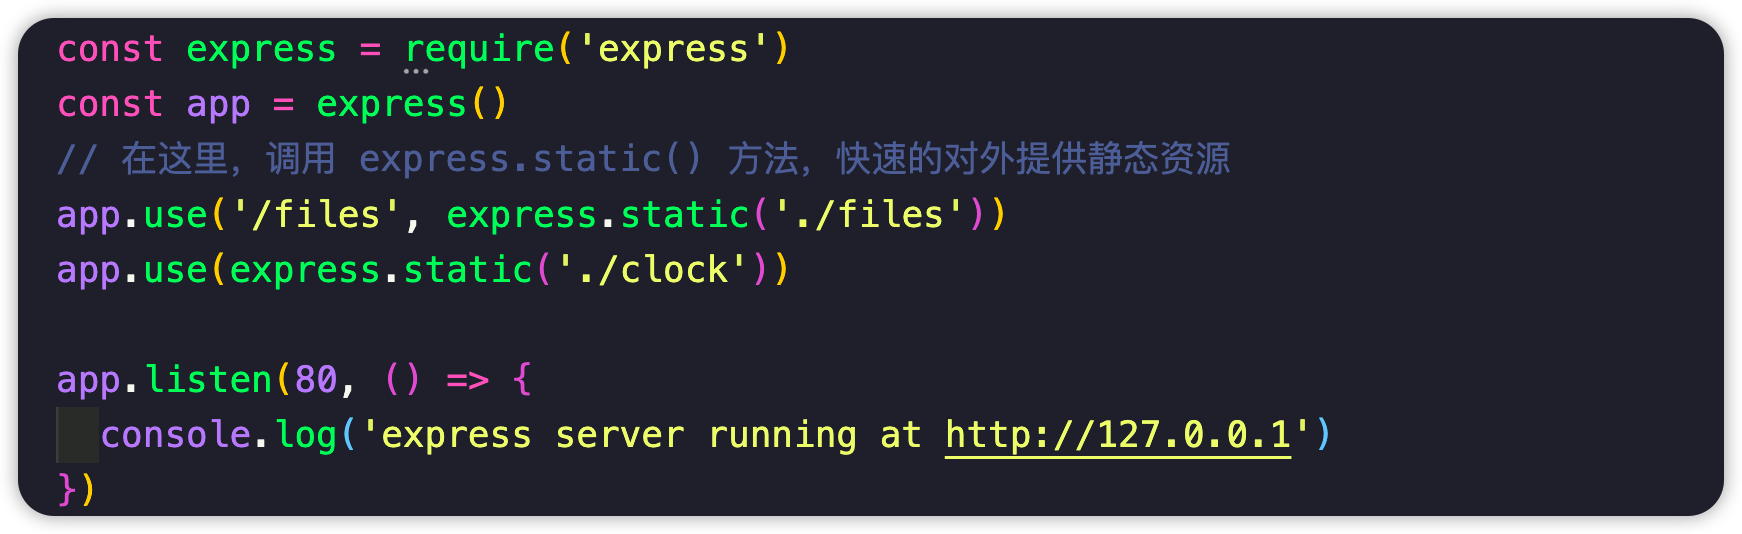 const express = require('express')
const app = express()
// 在这里，调用 express.static() 方法，快速的对外提供静态资源
app.use('/files', express.static('./files'))
app.use(express.static('./clock'))

app.listen(80, () => {
  console.log('express server running at http://127.0.0.1')
})